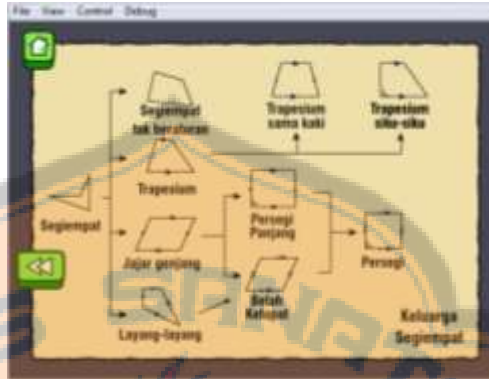 File View Control Debug
Segiempat
tak beraturan
Trapesium
sama kaki
Trapesium
siku-siku
Trapesium
Segiempat
Persegi
Panjang
Jajar genjang
Persegi
Belah
Ketupat
Layang-layang
Keluarga
Segiempat
SANAT